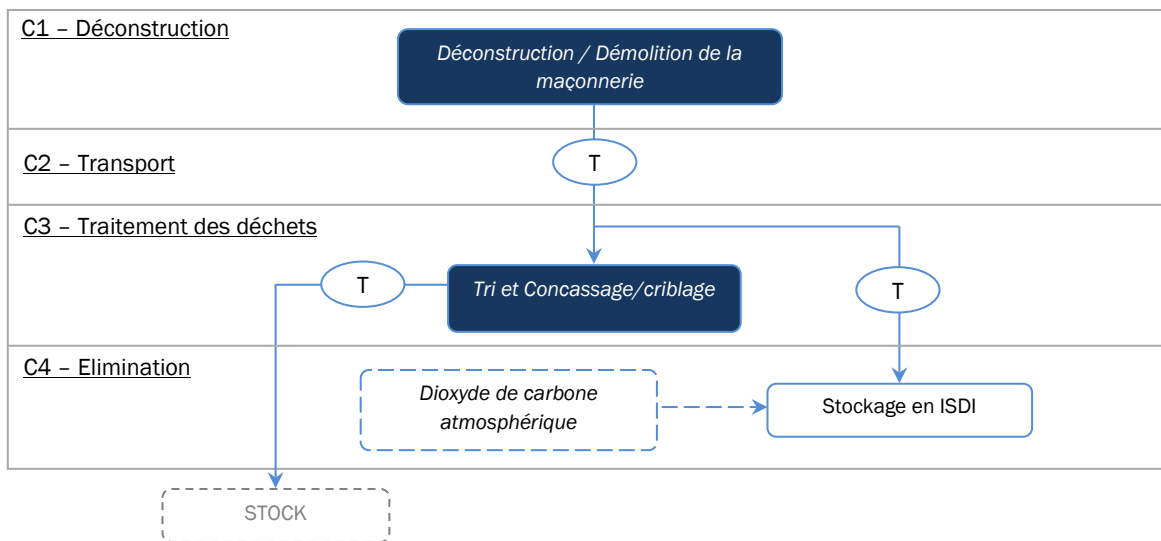 C1 – Déconstruction
Déconstruction / Démolition de la
maçonnerie
C2 – Transport
T
C3 – Traitement des déchets
T
Tri et Concassage/criblage
T
C4 – Elimination
Dioxyde de carbone
atmosphérique
Stockage en ISDI
STOCK